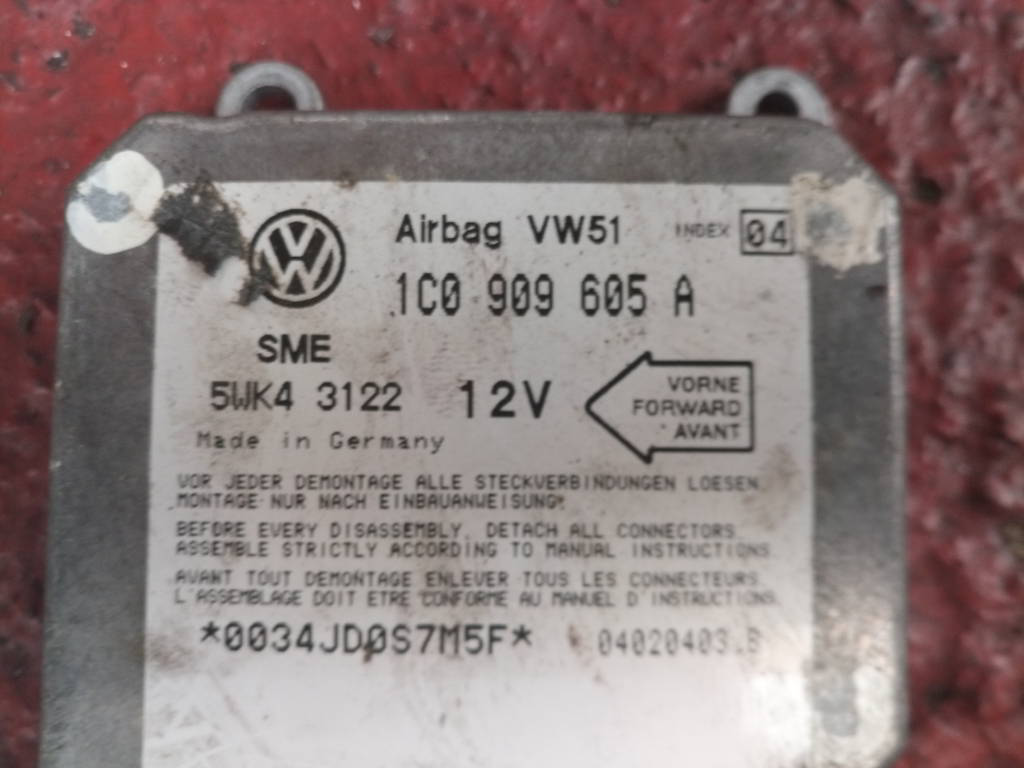 Airbag VW51 INDEX 04
1C0 909 605 A
SME
5WK4 3122 12V
VORNE
FORWARD
AVANT
Made in Germany
VOR JEDER DEMONTAGE ALLE STECKVERBINDUNGEN LOESEN
MONTAGE NUR NACH EINBAUANWEISUNG
BEFORE EVERY DISASSEMBLY, DETACH ALL CONNECTORS.
ASSEMBLE STRICTLY ACCORDING TO MANUAL INSTRUCTIONS
AVANT TOUT DEMONTAGE ENLEVER TOUS LES CONNECTEURS.
L'ASSEMBLAGE DOIT ETRE CONFORME AU MANUEL D'INSTRUCTIONS
*0034JD0S7M5F* 04020403.B